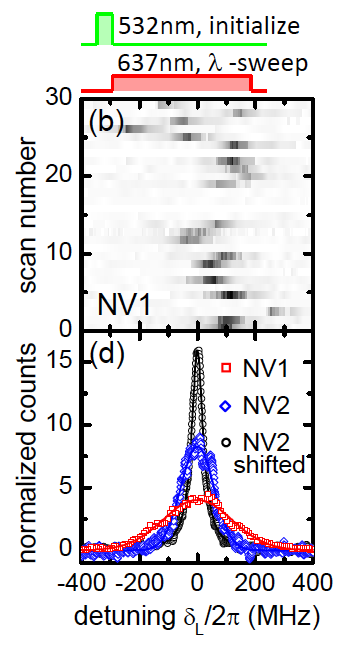 532nm, initialize
637nm, λ -sweep
30
(b)
20
scan number
10
NV1
0
(d)
15
NV1
normalized counts
10
NV2
NV2
shifted
5
0
-400 -200 0 200 400
detuning δL/2π (MHz)